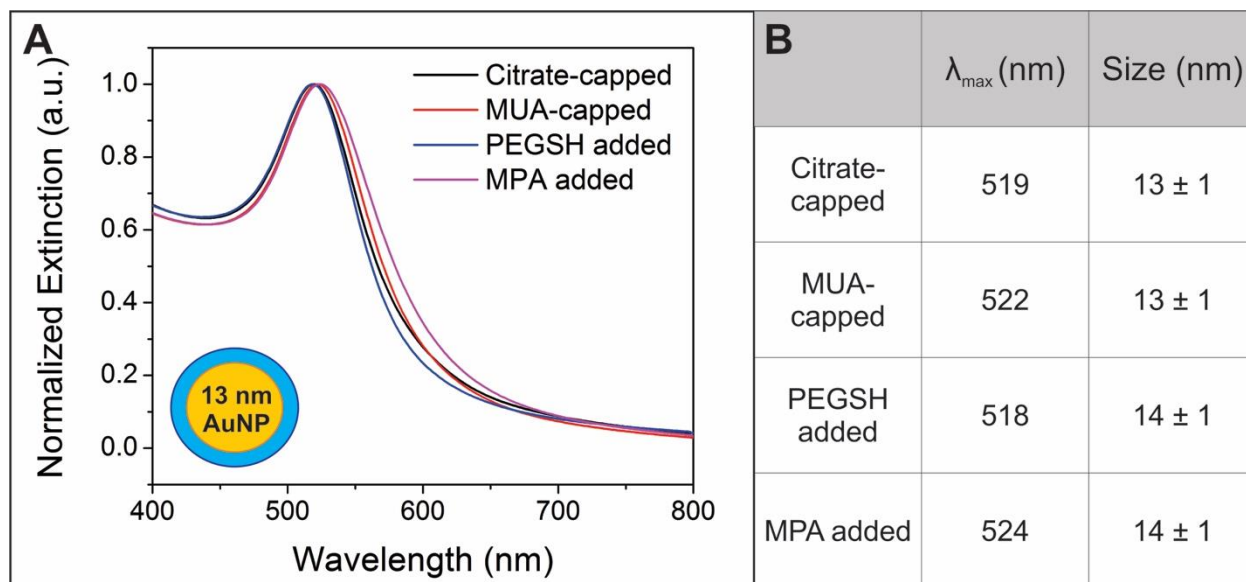 A
Normalized Extinction (a.u.)
1.0
0.8
0.6
0.4
0.2
0.0
Citrate-capped
MUA-capped
PEGSH added
MPA added
13 nm
AuNP
400 500 600 700 800
Wavelength (nm)
B
λmax (nm) Size (nm)
Citrate-
capped 519 13 ± 1
MUA-
capped 522 13 ± 1
PEGSH
added 518 14 ± 1
MPA added 524 14 ± 1